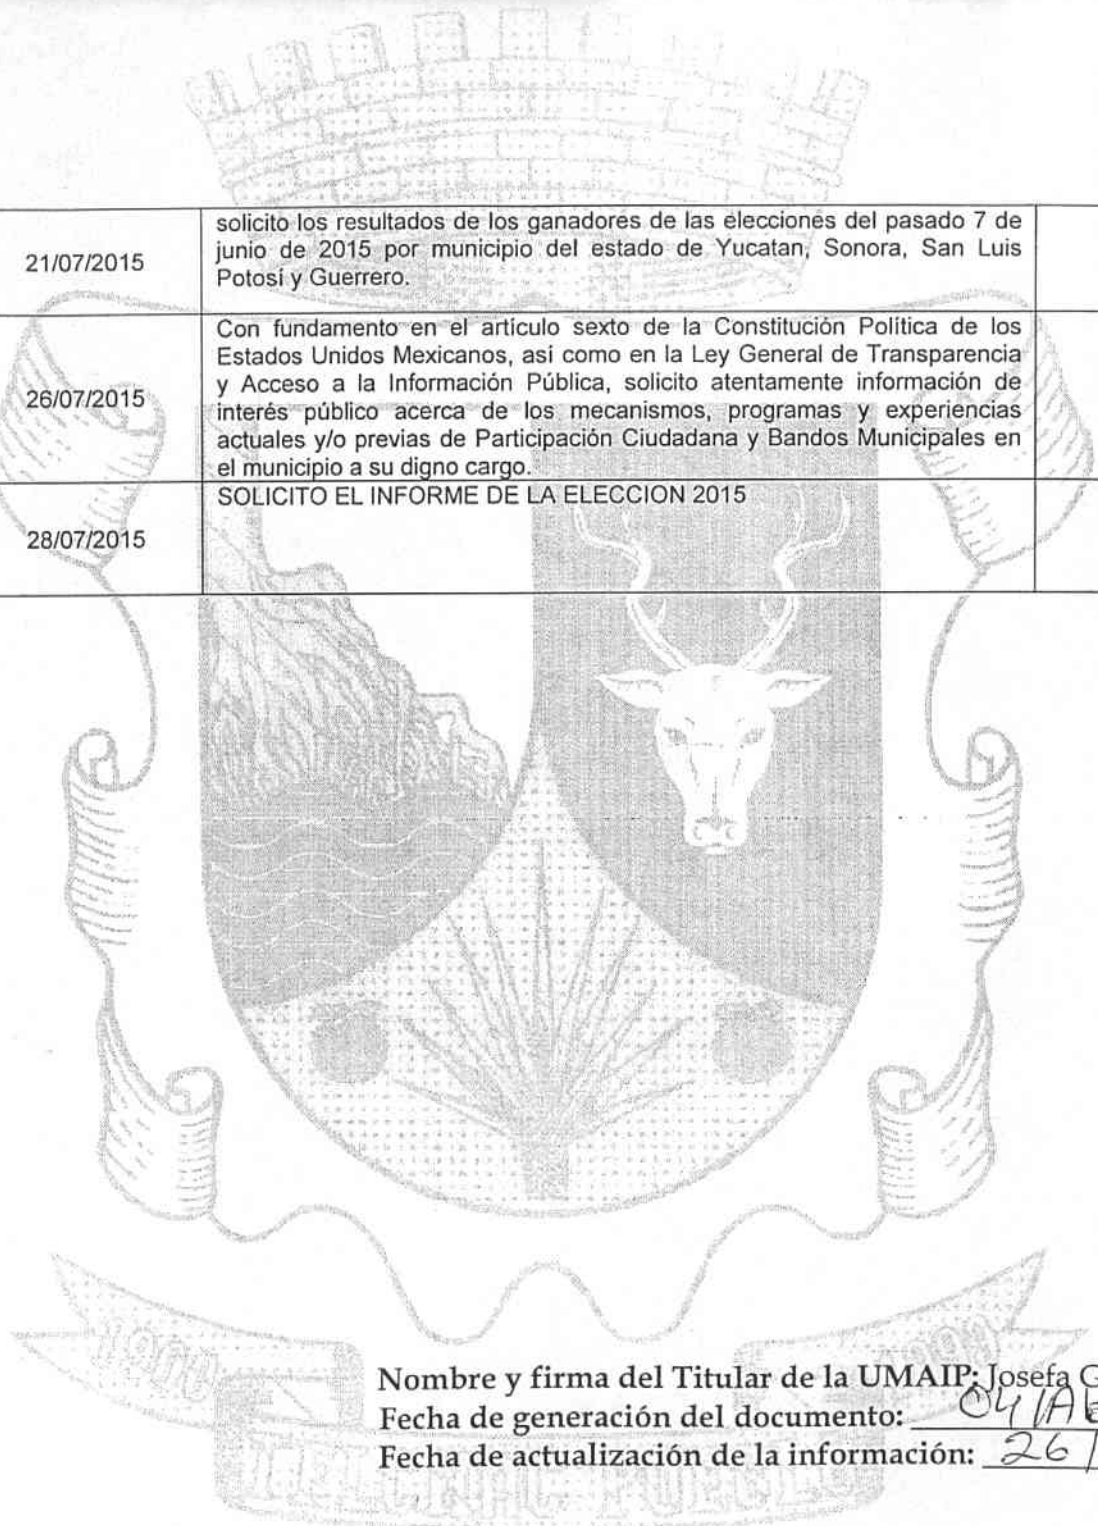 21/07/2015
solicito los resultados de los ganadores de las elecciones del pasado 7 de
junio de 2015 por municipio del estado de Yucatan, Sonora, San Luis
Potosí y Guerrero.
26/07/2015
Con fundamento en el artículo sexto de la Constitución Política de los
Estados Unidos Mexicanos, así como en la Ley General de Transparencia
y Acceso a la Información Pública, solicito atentamente información de
interés público acerca de los mecanismos, programas y experiencias
actuales y/o previas de Participación Ciudadana y Bandos Municipales en
el municipio a su digno cargo.
28/07/2015
SOLICITO EL INFORME DE LA ELECCION 2015
Nombre y firma del Titular de la UMAIP: Josefa G
Fecha de generación del documento: 04/
Fecha de actualización de la información: 26/